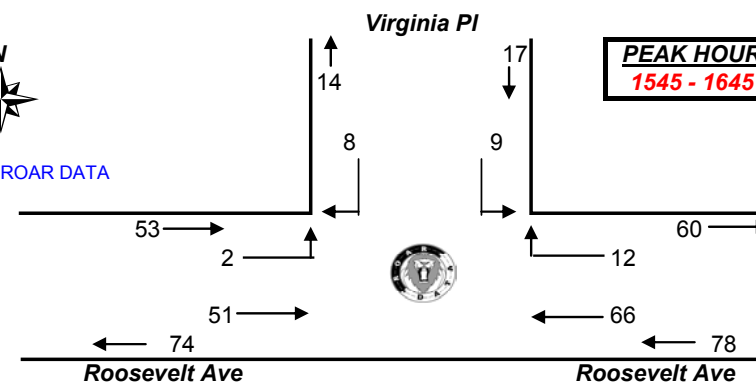 Virginia Pl
N
14
17
PEAK HOUR
1545 - 1645
8
9
ROAR DATA
53
60
2
12
51
66
74
78
Roosevelt Ave
Roosevelt Ave